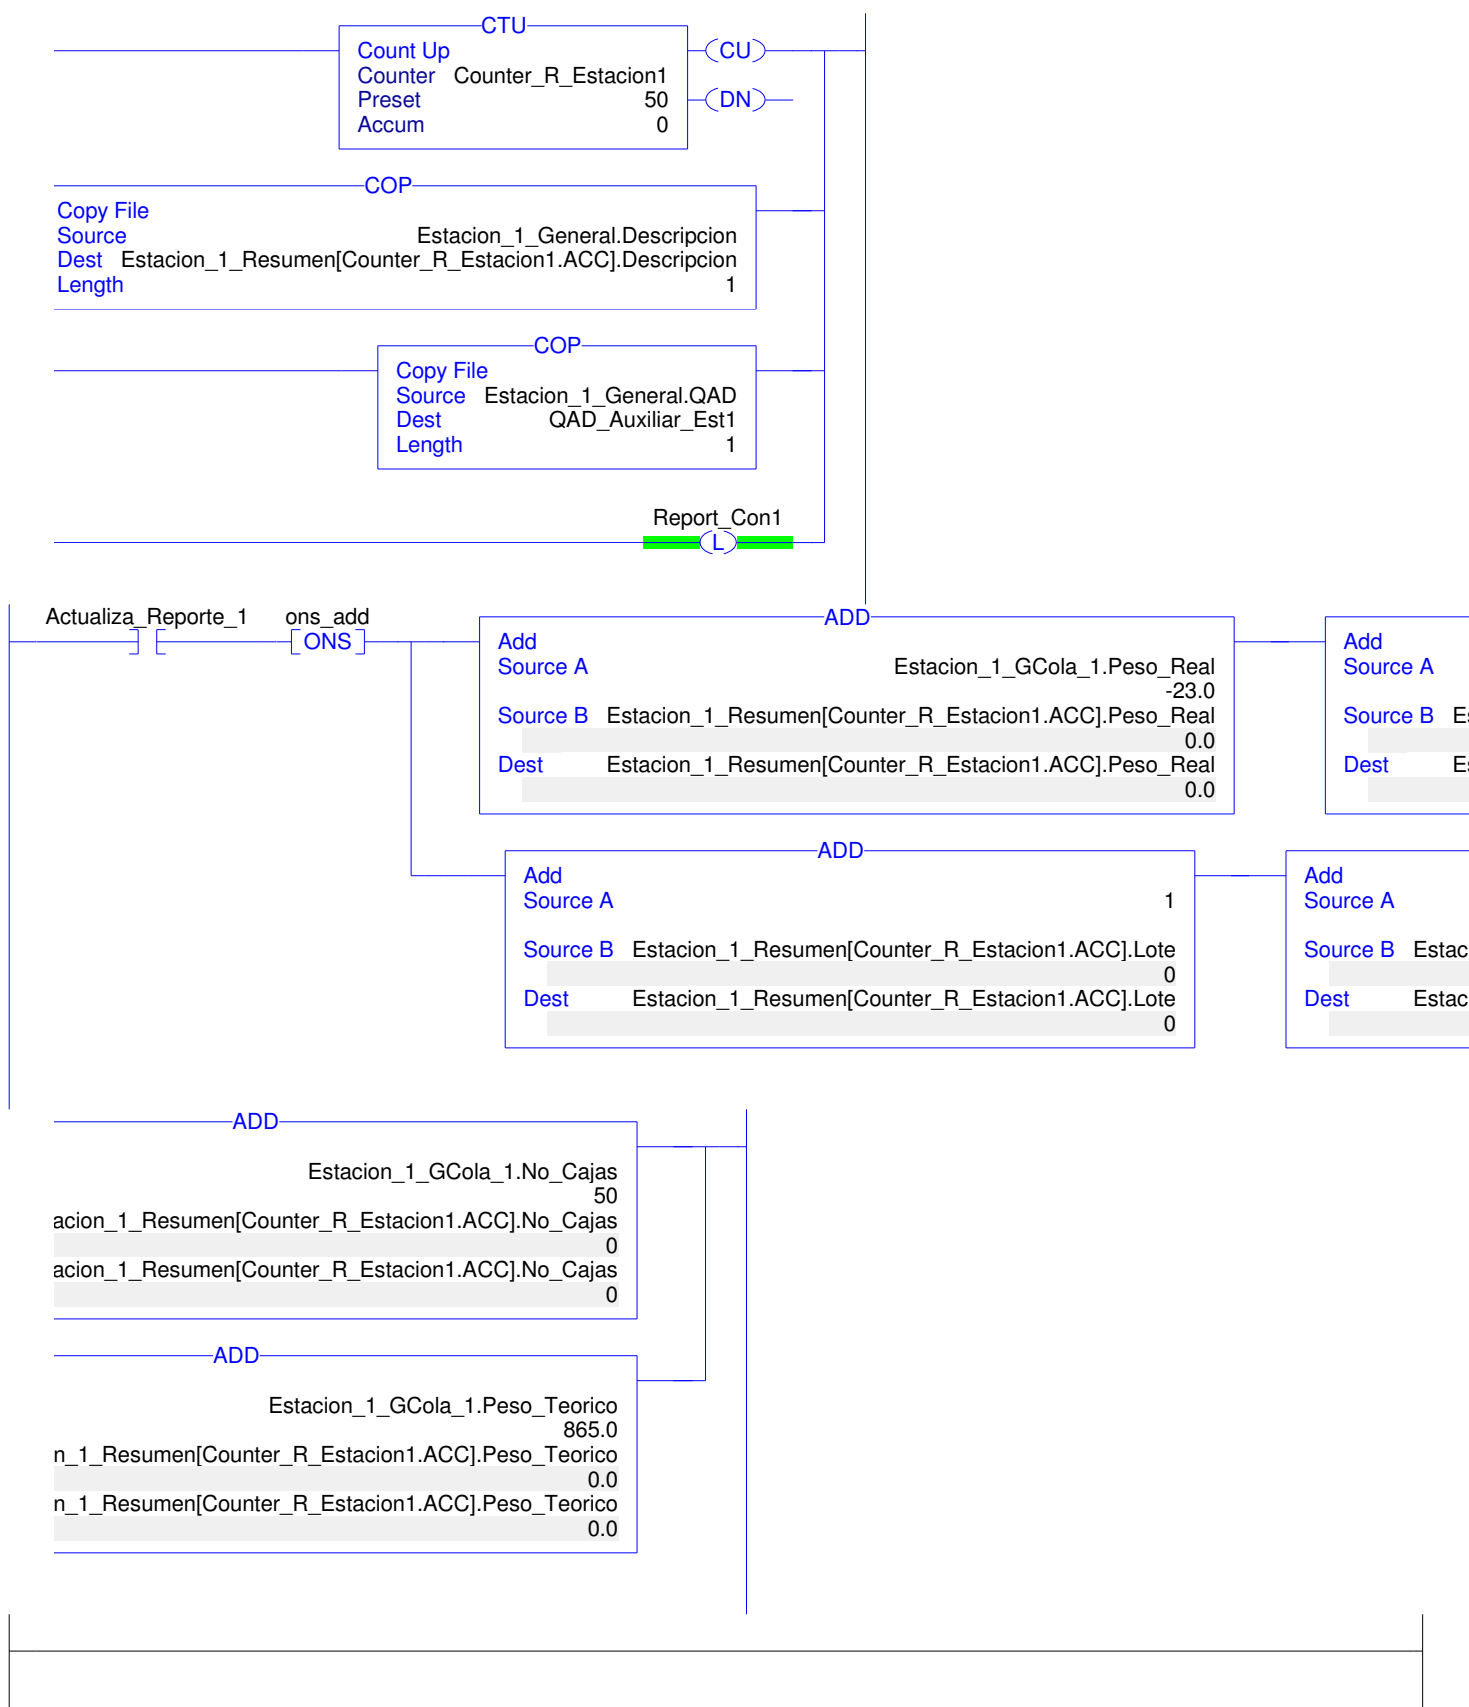 CTU
Count Up
CU
Counter Counter_R_Estacion1
Preset 50
DN
Accum 0
COP
Copy File
Source Estacion_1_General.Descripcion
Dest Estacion_1_Resumen[Counter_R_Estacion1.ACC].Descripcion
Length 1
COP
Copy File
Source Estacion_1_General.QAD
Dest QAD_Auxiliar_Est1
Length 1
Report_Con1
L
Actualiza_Reporte_1 ons_add
ONS
ADD
Add
Source A Estacion_1_GCola_1.Peso_Real
-23.0
Source B Estacion_1_Resumen[Counter_R_Estacion1.ACC].Peso_Real
0.0
Dest Estacion_1_Resumen[Counter_R_Estacion1.ACC].Peso_Real
0.0
Add
Source A
Source B Es
Dest Es
ADD
Add
Source A 1
Source B Estacion_1_Resumen[Counter_R_Estacion1.ACC].Lote
0
Dest Estacion_1_Resumen[Counter_R_Estacion1.ACC].Lote
0
Add
Source A
Source B Estac
Dest Estac
ADD
Estacion_1_GCola_1.No_Cajas
50
acion_1_Resumen[Counter_R_Estacion1.ACC].No_Cajas
0
acion_1_Resumen[Counter_R_Estacion1.ACC].No_Cajas
0
ADD
Estacion_1_GCola_1.Peso_Teorico
865.0
n_1_Resumen[Counter_R_Estacion1.ACC].Peso_Teorico
0.0
n_1_Resumen[Counter_R_Estacion1.ACC].Peso_Teorico
0.0